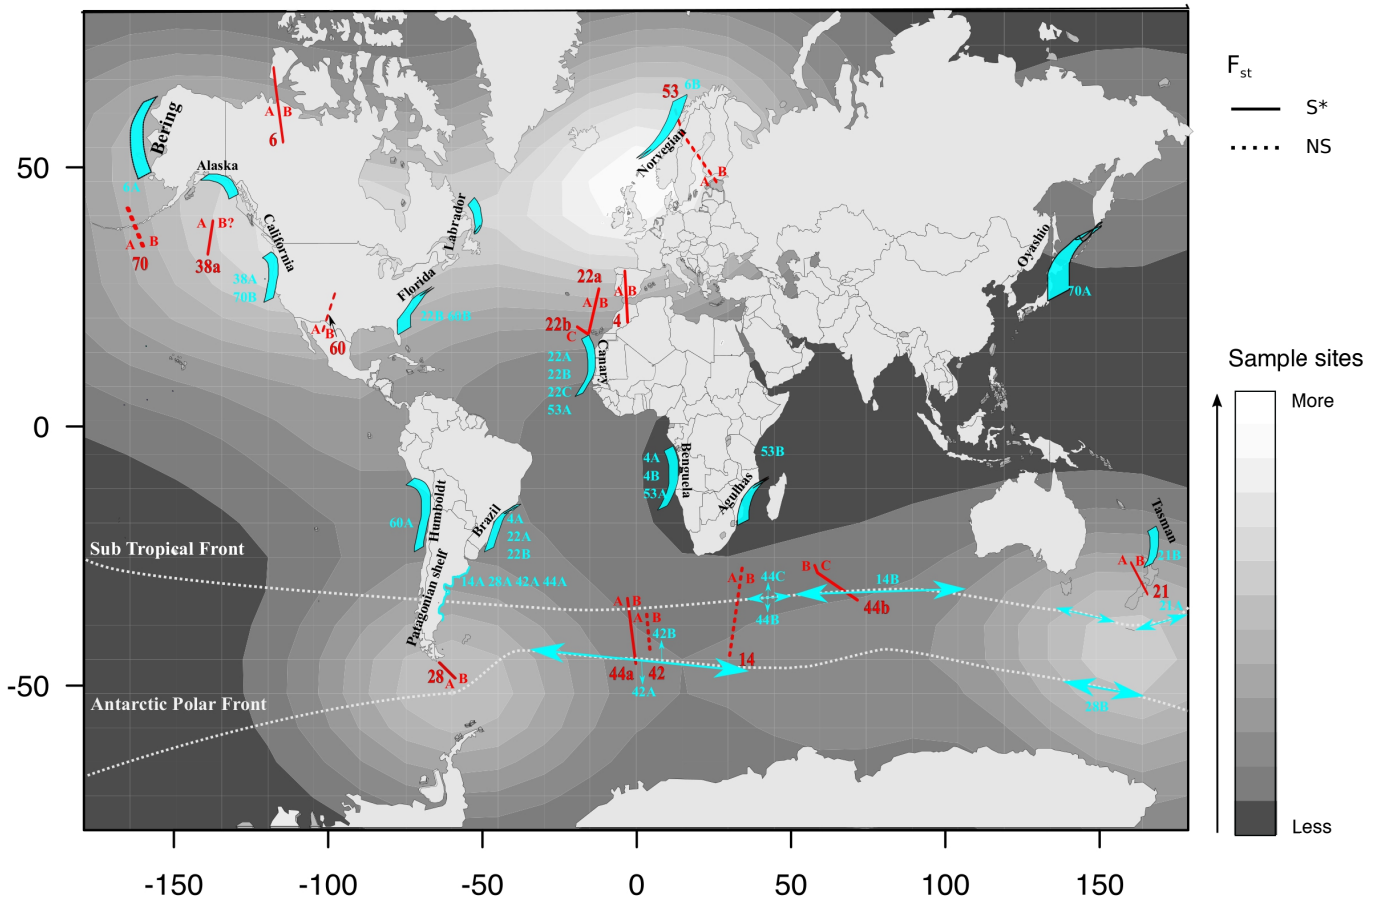 F st
S*
NS
Sample sites
More
Less
50
0
-50
-150
-100
-50
0
50
100
150
Bering
6A
Alaska
A B
6
A B
70
A B?
38a
California
38A
70B
Labrador
Florida
22B 60B
A B
60
53
6B
Norvegian
A B
22a
A B
22b
C
A B
4
Canary
22A
22B
22C
53A
Oyashio
70A
4A
4B
53A
Benguela
53B
Agulhas
Humboldt
60A
Brazil
4A
22A
22B
Patagonian shelf
14A 28A 42A 44A
Tasman
21B
A B
21
21A
Sub Tropical Front
Antarctic Polar Front
28
A B
A B
A B
44a
42
42B
42A
A B
14
44C
44B
B C
44b
14B
28B